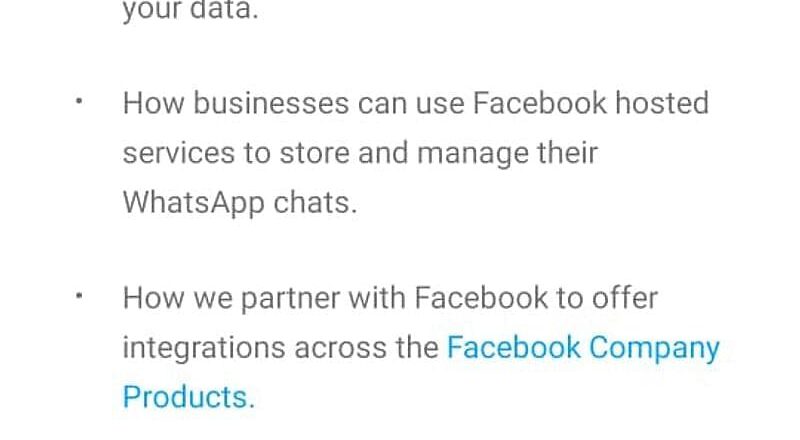 your data.
• How businesses can use Facebook hosted
services to store and manage their
WhatsApp chats.
• How we partner with Facebook to offer
integrations across the Facebook Company
Products.